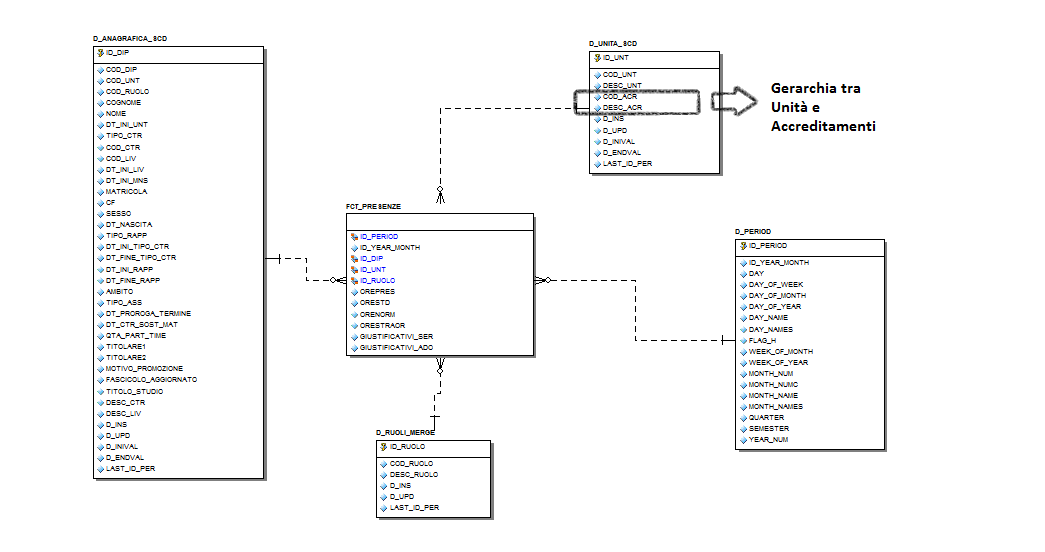 D_ANAGRAFICA_SCD
ID_DIP
COD_DIP
COD_UNT
COD_RUOLO
COGNOME
NOME
DT_INI_UNT
TIPO_CTR
COD_CTR
COD_LIV
DT_INI_LIV
DT_INI_MNS
MATRICOLA
CF
SESSO
DT_NASCITA
TIPO_RAPP
DT_INI_TIPO_CTR
DT_FINE_TIPO_CTR
DT_INI_RAPP
DT_FINE_RAPP
AMBITO
TIPO_ASS
DT_PROROGA_TERMINE
DT_CTR_SOST_MAT
QTA_PART_TIME
TITOLARE1
TITOLARE2
MOTIVO_PROMOZIONE
FASCICOLO_AGGIORNATO
TITOLO_STUDIO
DESC_CTR
DESC_LIV
D_INS
D_UPD
D_INIVAL
D_ENDVAL
LAST_ID_PER
D_UNITA_SCD
ID_UNT
COD_UNT
DESC_UNT
COD_ACR
DESC_ACR
D_INS
D_UPD
D_INIVAL
D_ENDVAL
LAST_ID_PER
Gerarchia tra
Unità e
Accreditamenti
FCT_PRESENZE
ID_PERIOD
ID_YEAR_MONTH
ID_DIP
ID_UNT
ID_RUOLO
OREPRES
ORESTD
ORENORM
ORESTRAOR
GIUSTIFICATIVI_SER
GIUSTIFICATIVI_ADO
D_PERIOD
ID_PERIOD
ID_YEAR_MONTH
DAY
DAY_OF_WEEK
DAY_OF_MONTH
DAY_OF_YEAR
DAY_NAME
DAY_NAMES
FLAG_H
WEEK_OF_MONTH
WEEK_OF_YEAR
MONTH_NUM
MONTH_NUMC
MONTH_NAME
MONTH_NAMES
QUARTER
SEMESTER
YEAR_NUM
D_RUOLI_MERGE
ID_RUOLO
COD_RUOLO
DESC_RUOLO
D_INS
D_UPD
LAST_ID_PER